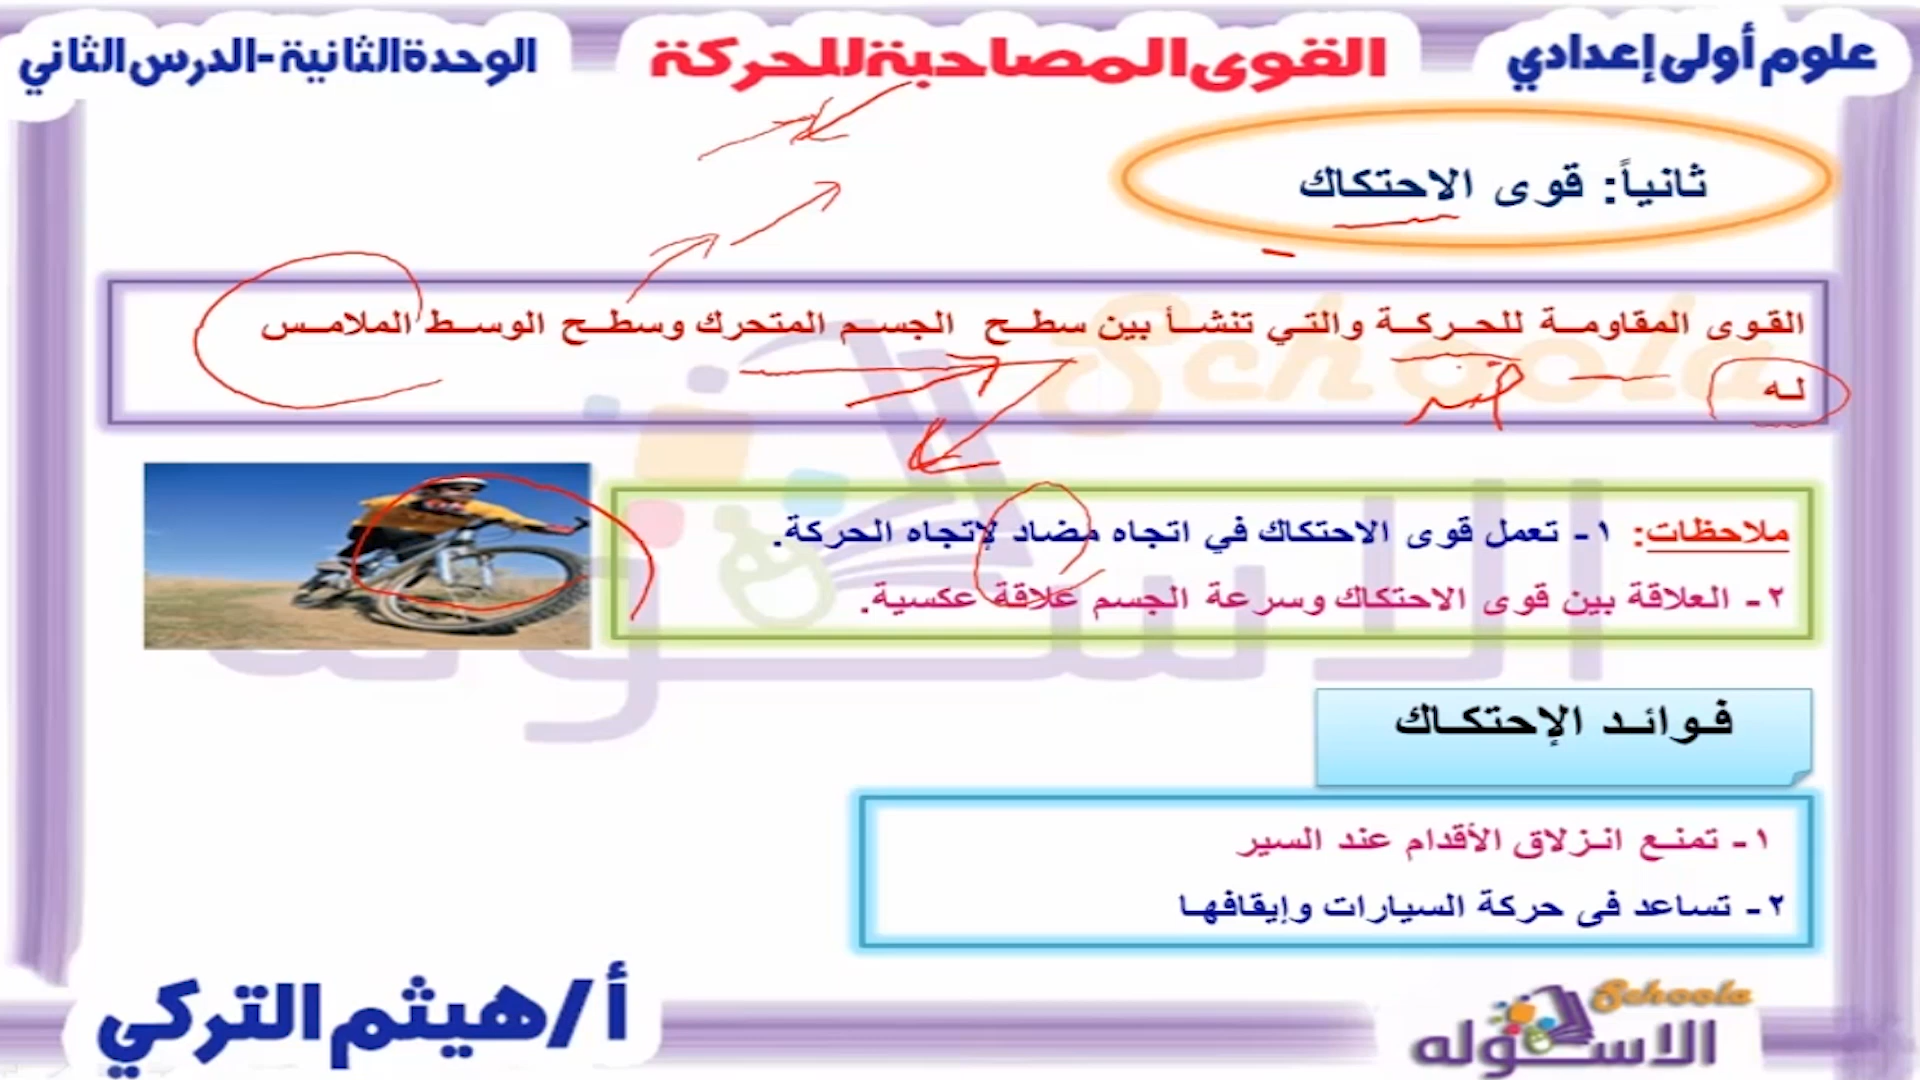 علوم أولى إعدادي
القوى المصاحبة للحركة
الوحدة الثانية - الدرس الثاني
ثانياً: قوى الاحتكاك
القوى المقاومة للحركة والتي تنشأ بين سطح الجسم المتحرك وسطح الوسط الملامس
له
ملاحظات: ١- تعمل قوى الاحتكاك في اتجاه مضاد لإتجاه الحركة.
٢- العلاقة بين قوى الاحتكاك وسرعة الجسم علاقة عكسية.
فوائد الإحتكاك
١- تمنع انزلاق الأقدام عند السير
٢- تساعد فى حركة السيارات وإيقافها
أ/هيثم التركي
Schoola
الاسكوله